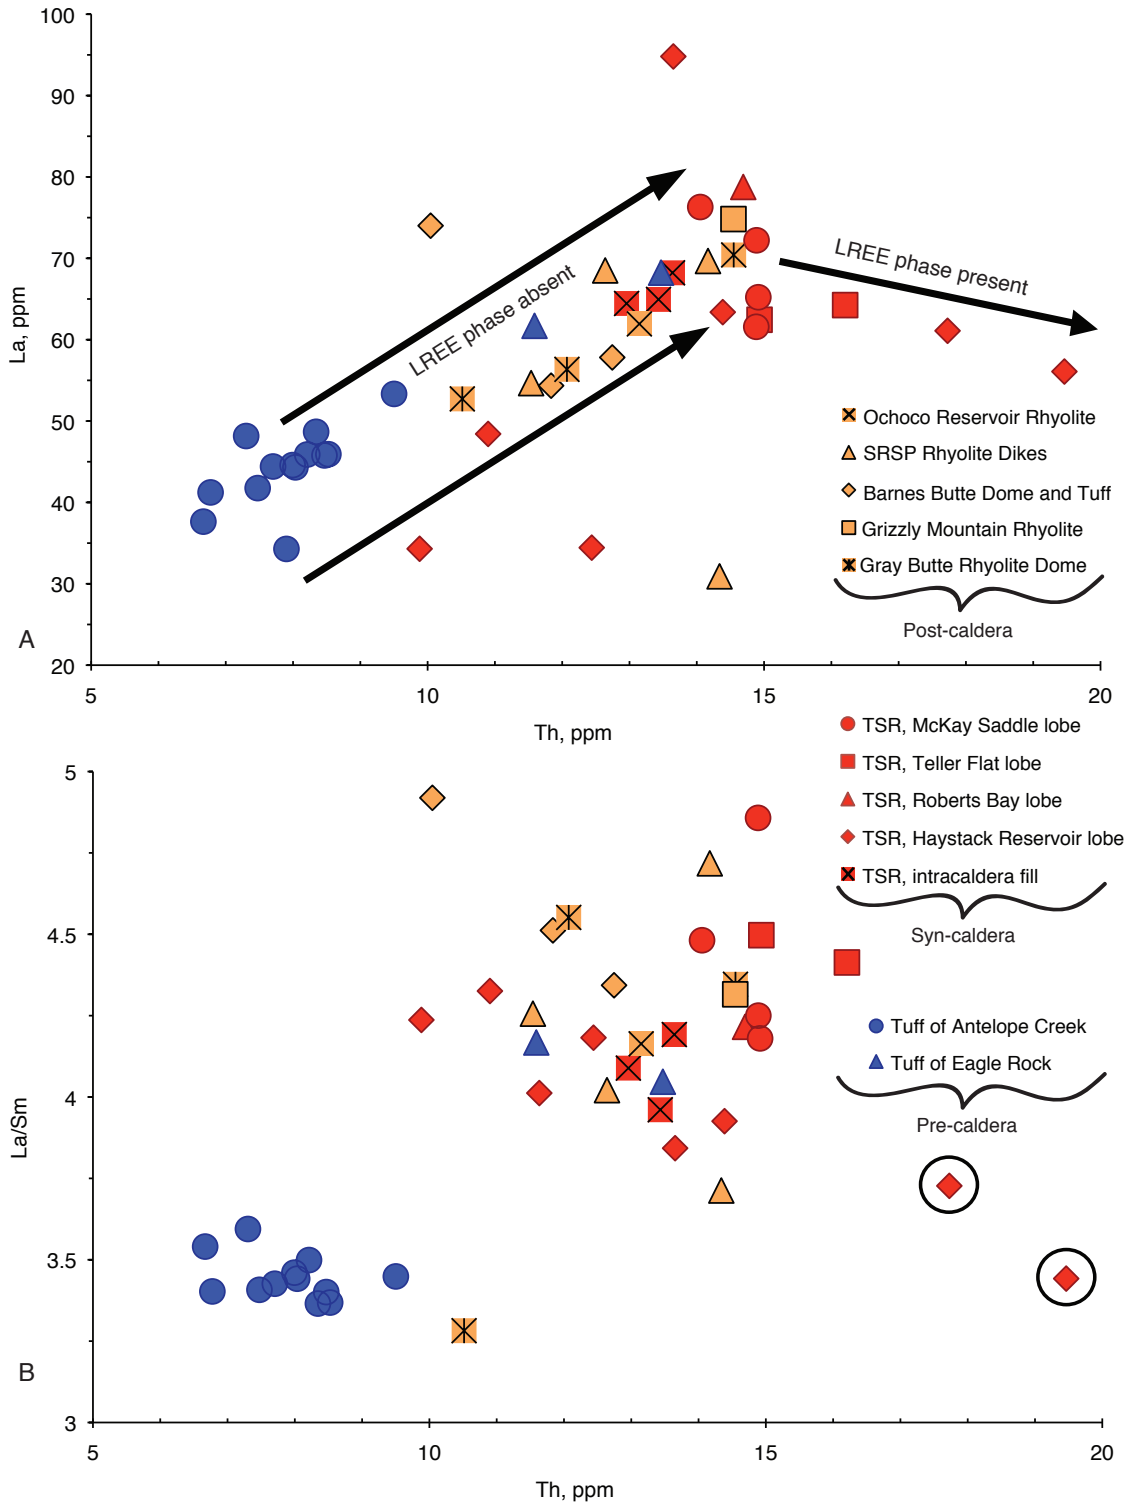 100
90
80
70
60
50
40
30
20
La, ppm
LREE phase absent
LREE phase present
Ochoco Reservoir Rhyolite
SRSP Rhyolite Dikes
Barnes Butte Dome and Tuff
Grizzly Mountain Rhyolite
Gray Butte Rhyolite Dome
Post-caldera
A
5
10
15
20
Th, ppm
TSR, McKay Saddle lobe
TSR, Teller Flat lobe
TSR, Roberts Bay lobe
TSR, Haystack Reservoir lobe
TSR, intracaldera fill
Syn-caldera
Tuff of Antelope Creek
Tuff of Eagle Rock
Pre-caldera
5
4.5
4
3.5
3
La/Sm
B
5
10
15
20
Th, ppm